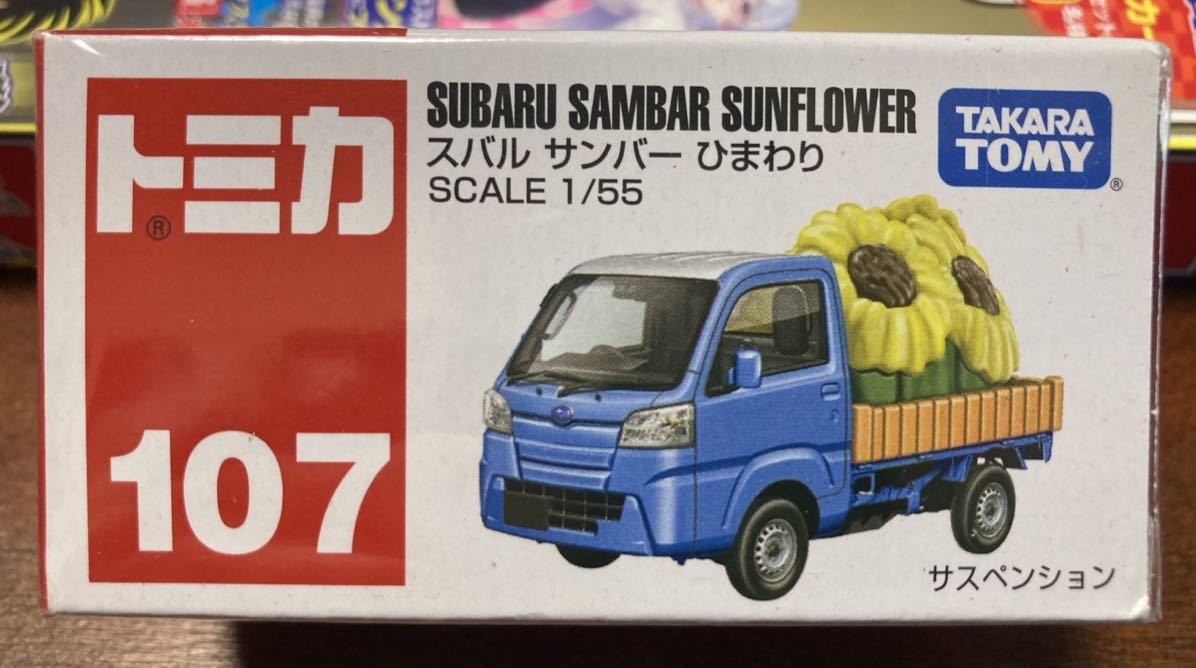 トミカ
®
107
SUBARU SAMBAR SUNFLOWER
スバル サンバー ひまわり
SCALE 1/55
TAKARA
TOMY
®
サスペンション